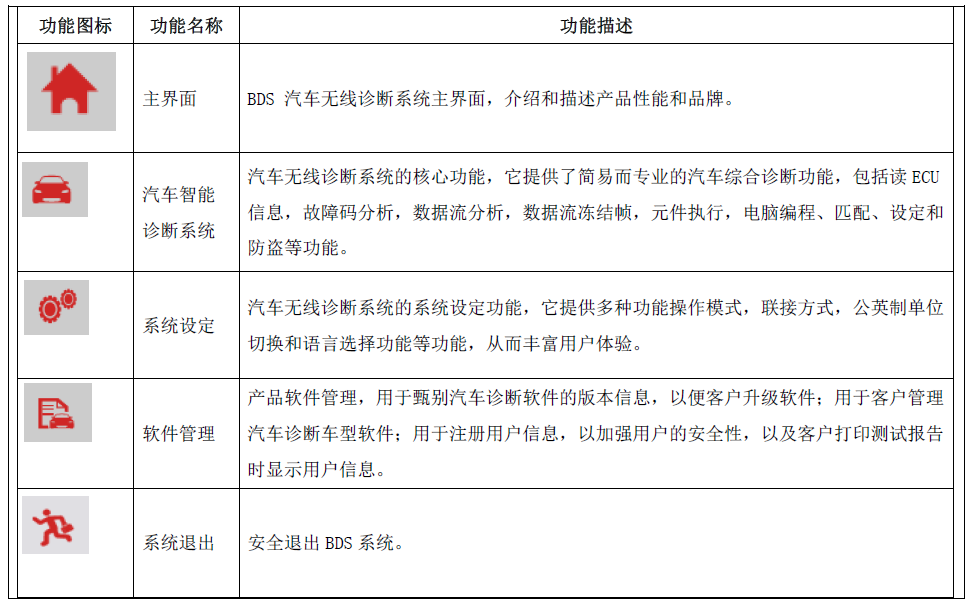 功能图标 功能名称 功能描述
主界面
BDS 汽车无线诊断系统主界面，介绍和描述产品性能和品牌。
汽车智能
诊断系统
汽车无线诊断系统的核心功能，它提供了简易而专业的汽车综合诊断功能，包括读 ECU
信息，故障码分析，数据流分析，数据流冻结帧，元件执行，电脑编程、匹配、设定和
防盗等功能。
系统设定
汽车无线诊断系统的系统设定功能，它提供多种功能操作模式，联接方式，公英制单位
切换和语言选择功能等功能，从而丰富用户体验。
软件管理
产品软件管理，用于甄别汽车诊断软件的版本信息，以便客户升级软件；用于客户管理
汽车诊断车型软件；用于注册用户信息，以加强用户的安全性，以及客户打印测试报告
时显示用户信息。
系统退出
安全退出 BDS 系统。